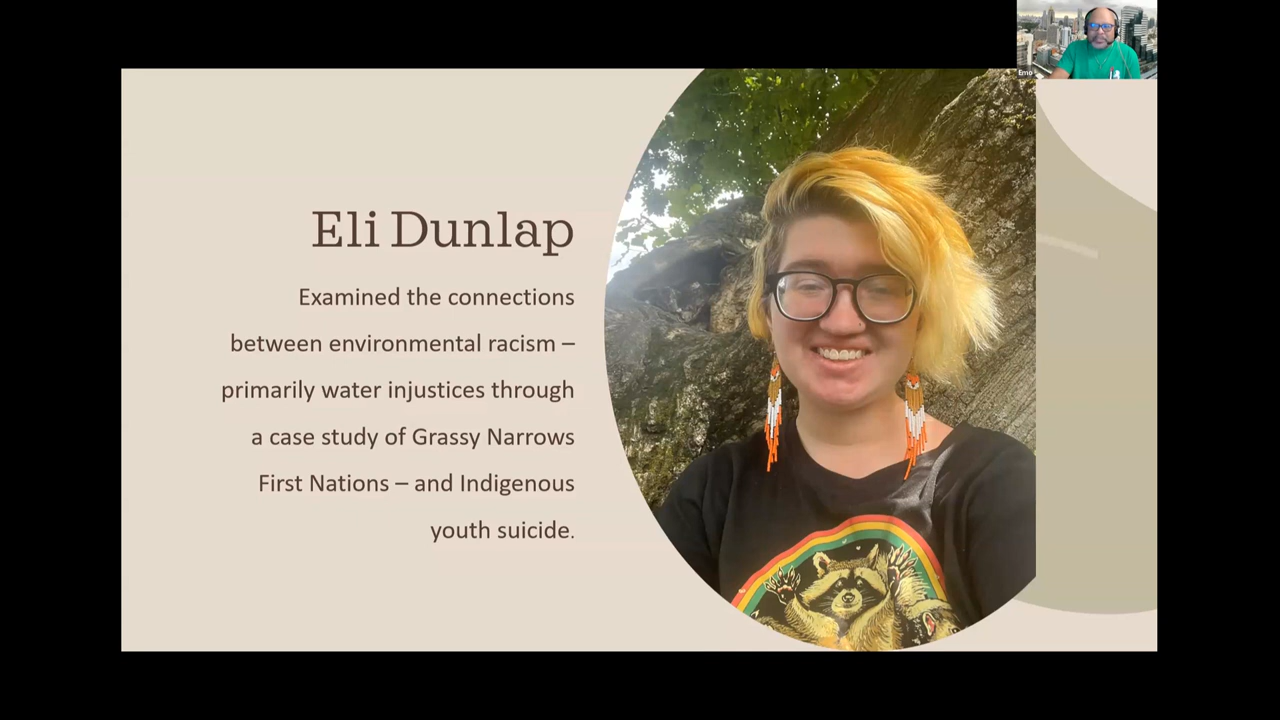 Emo
Eli Dunlap
Examined the connections
between environmental racism –
primarily water injustices through
a case study of Grassy Narrows
First Nations – and Indigenous
youth suicide.